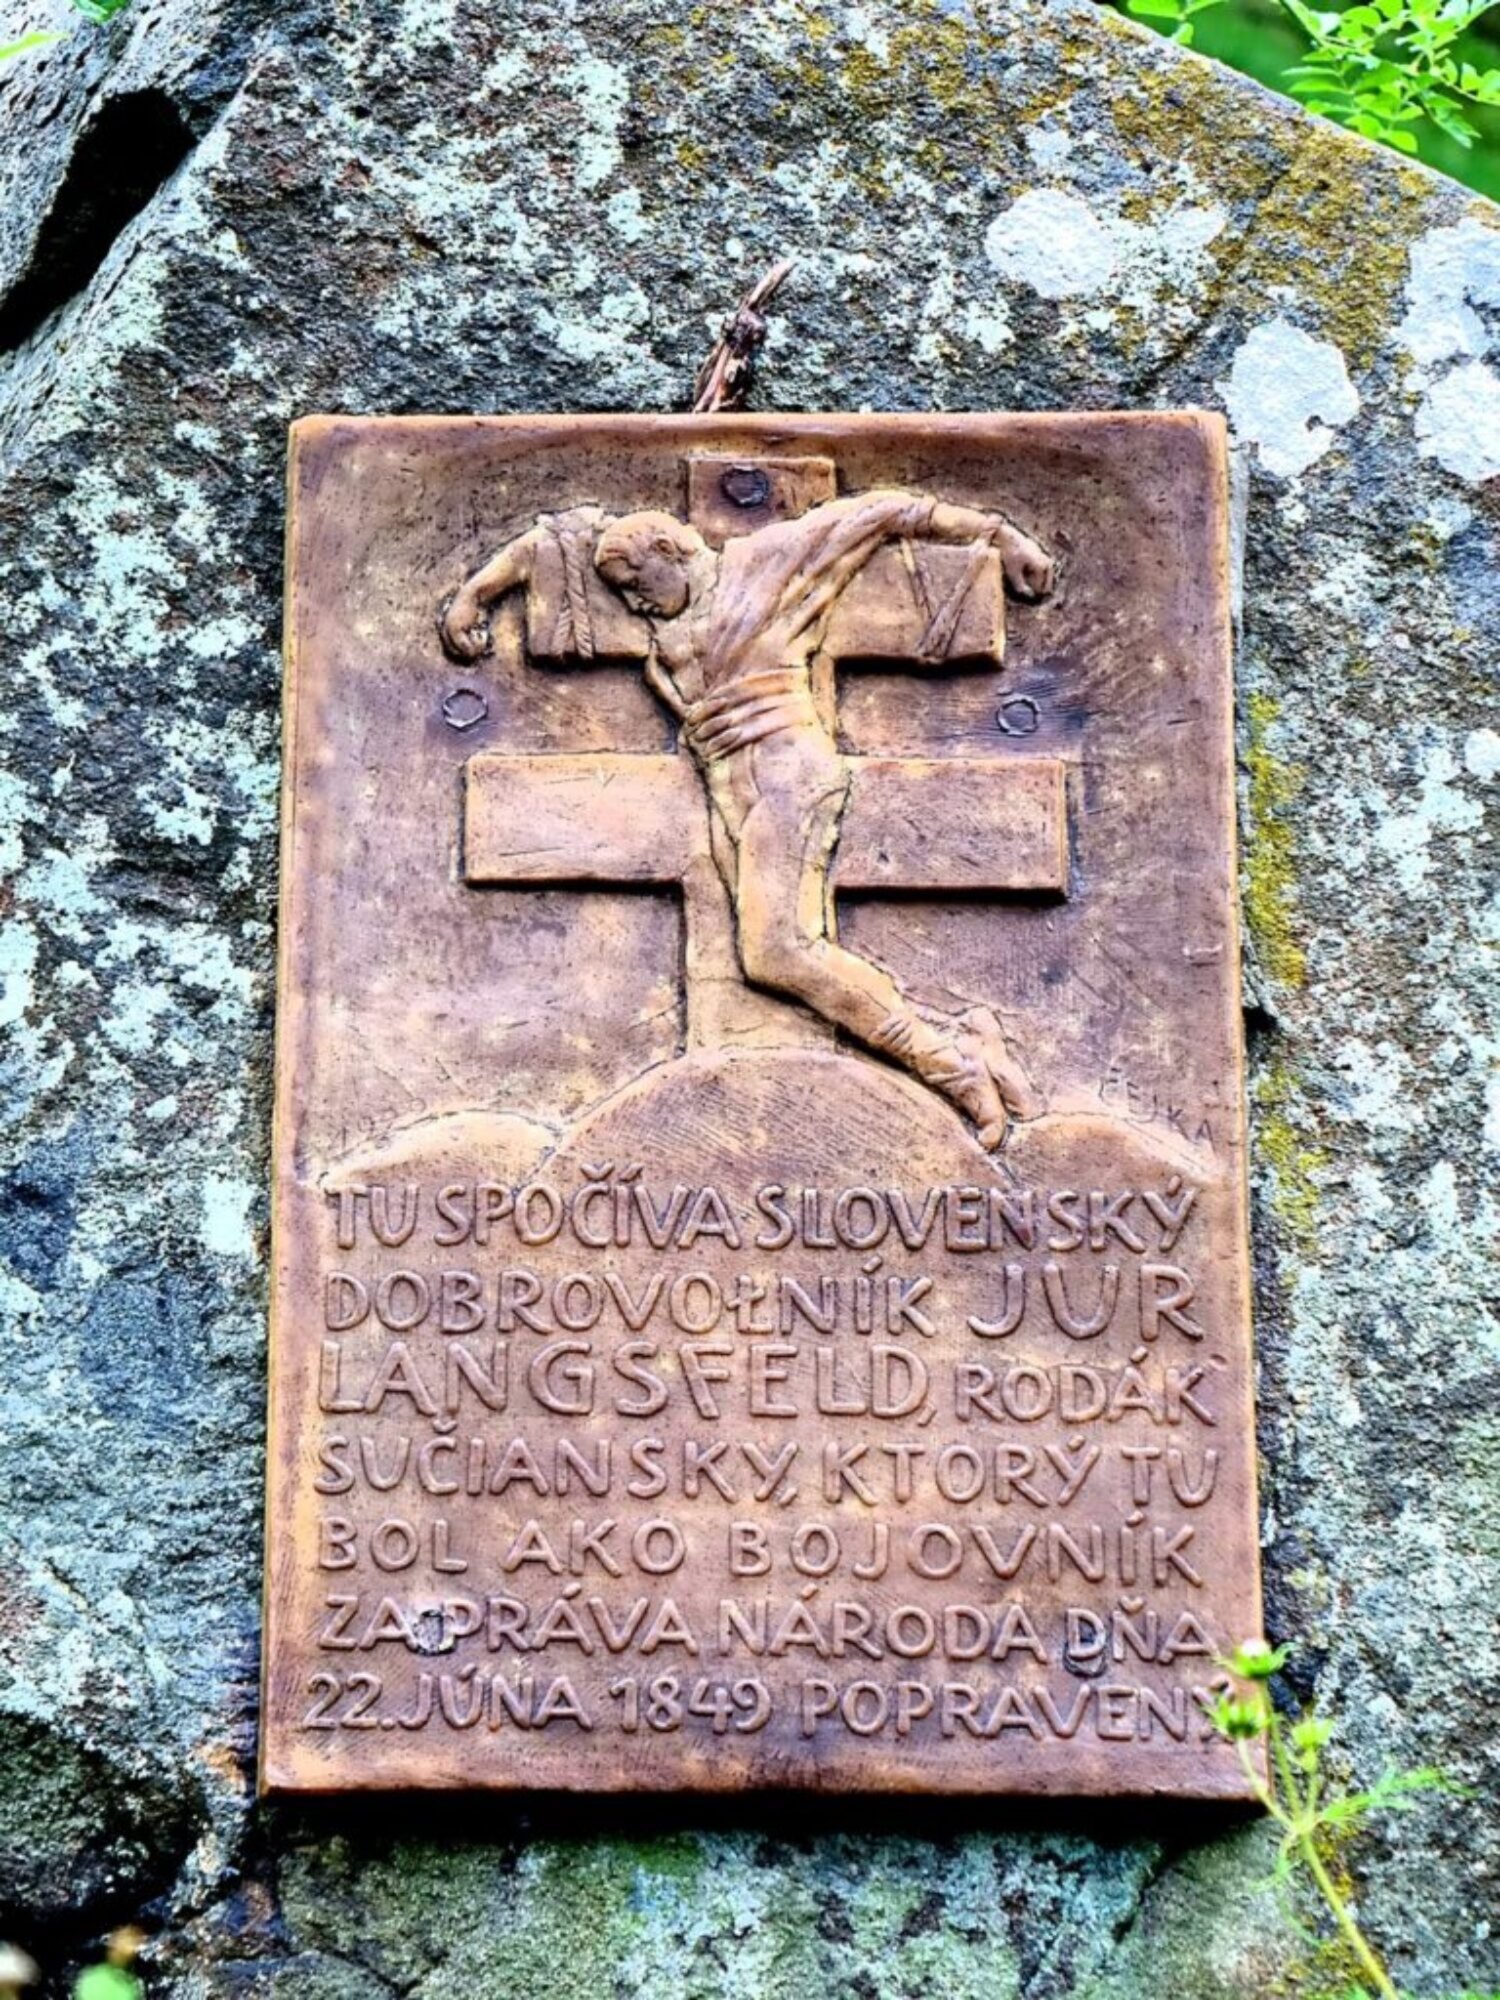 TU SPOČÍVA SLOVENSKÝ
DOBROVOŁNÍK JUR
LANGSFELD, RODÁK
SUČIANSKY, KTORÝ TU
BOL AKO BOJOVNÍK
ZA PRÁVA NÁRODA DŇA
22. JÚNA 1849 POPRAVENÝ